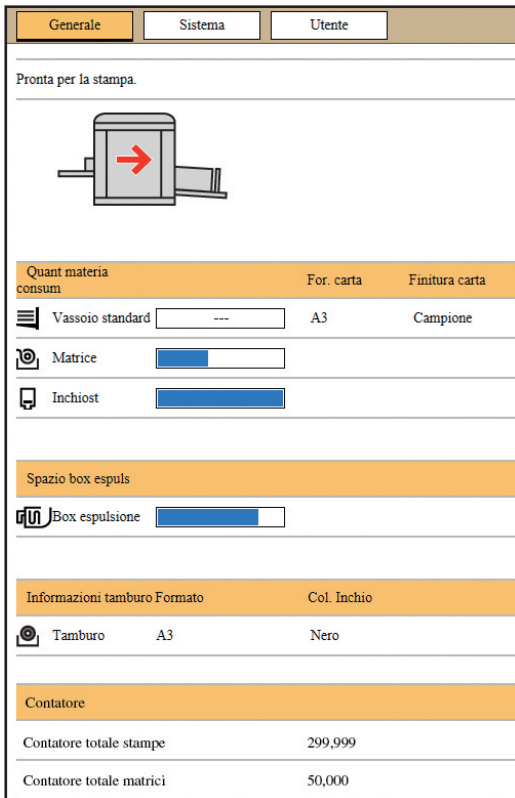 Generale Sistema Utente
Pronta per la stampa.
Quant materia
consum For. carta Finitura carta
Vassoio standard --- A3 Campione
Matrice
Inchiost
Spazio box espuls
Box espulsione
Informazioni tamburo Formato Col. Inchio
Tamburo A3 Nero
Contatore
Contatore totale stampe 299,999
Contatore totale matrici 50,000